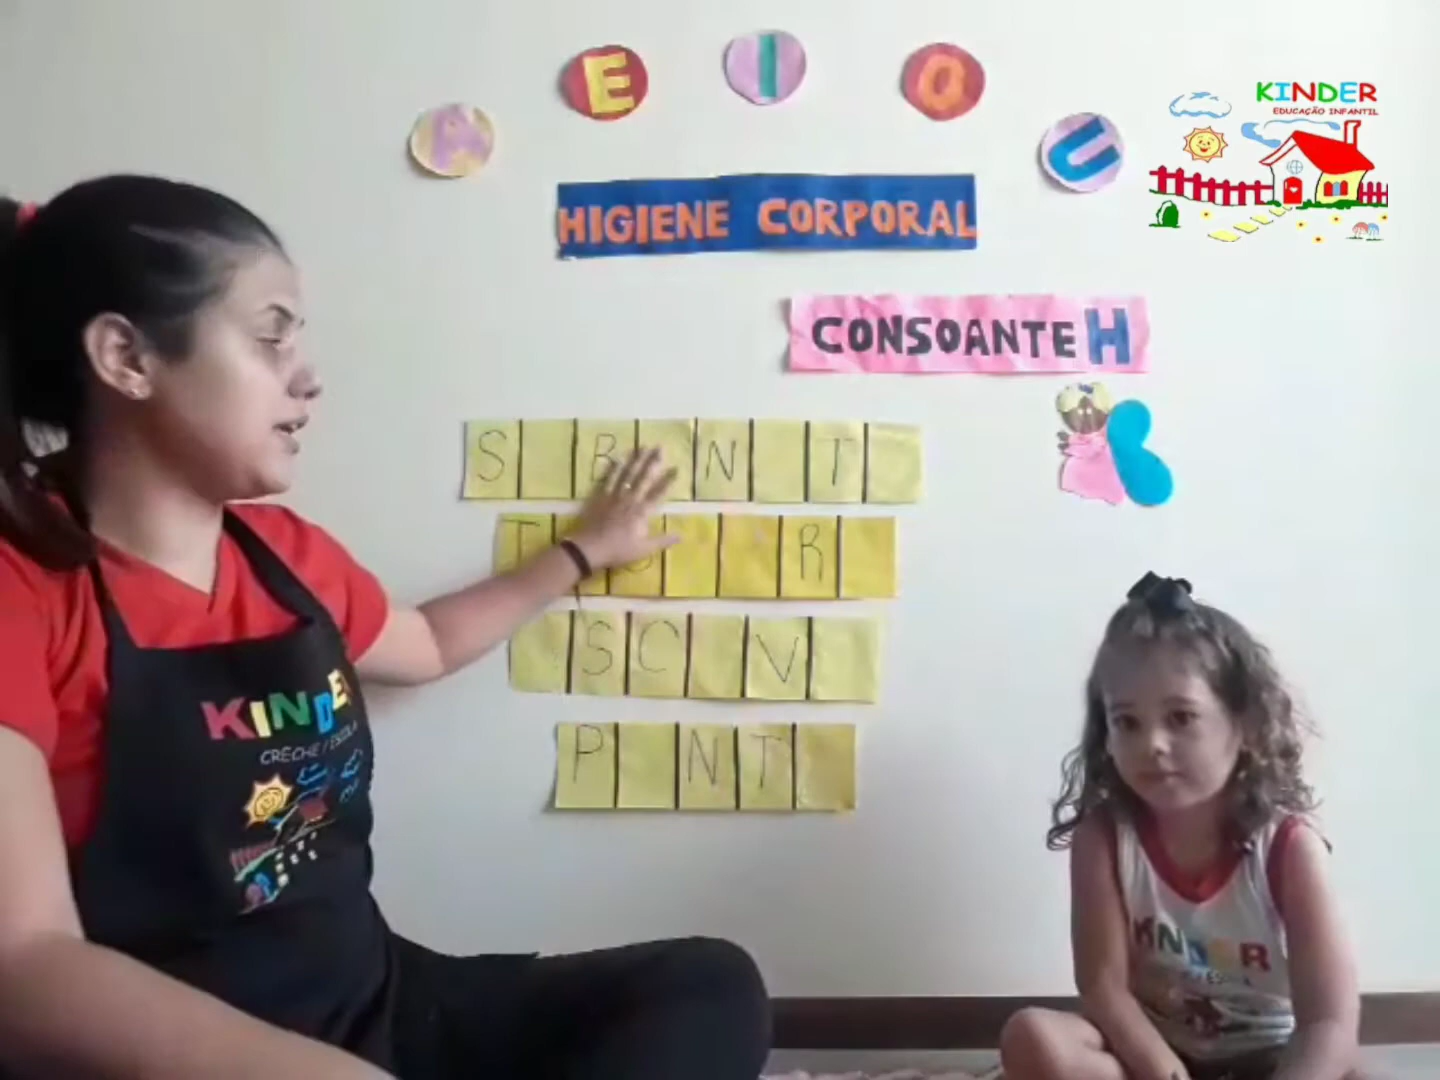 A E I O U
KINDER
EDUCAÇÃO INFANTIL
HIGIENE CORPORAL
CONSOANTE H
S B N T
T R
S C V
P N T
KINDER
CRECHE / ESCOLA
KINDER